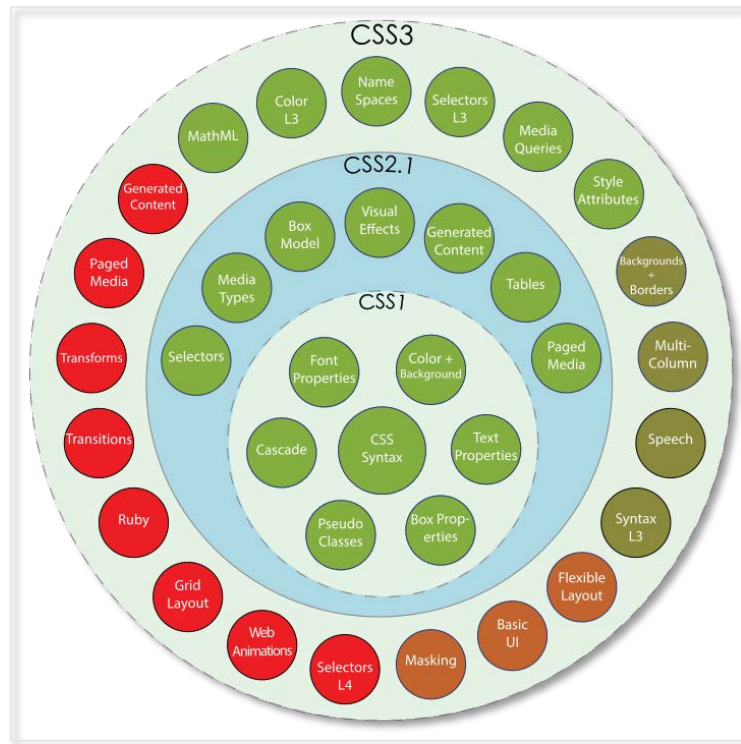 CSS3
Name
Spaces
Selectors
L3
Media
Queries
Style
Attributes
Backgrounds
+
Borders
Multi-
Column
Speech
Syntax
L3
Flexible
Layout
Basic
UI
Masking
Selectors
L4
Web
Animations
Grid
Layout
Ruby
Transitions
Transforms
Paged
Media
Generated
Content
MathML
Color
L3
CSS2.1
Selectors
Media
Types
Box
Model
Visual
Effects
Generated
Content
Tables
Paged
Media
CSS1
Font
Properties
Color +
Background
Cascade
CSS
Syntax
Text
Properties
Pseudo
Classes
Box Prop-
erties